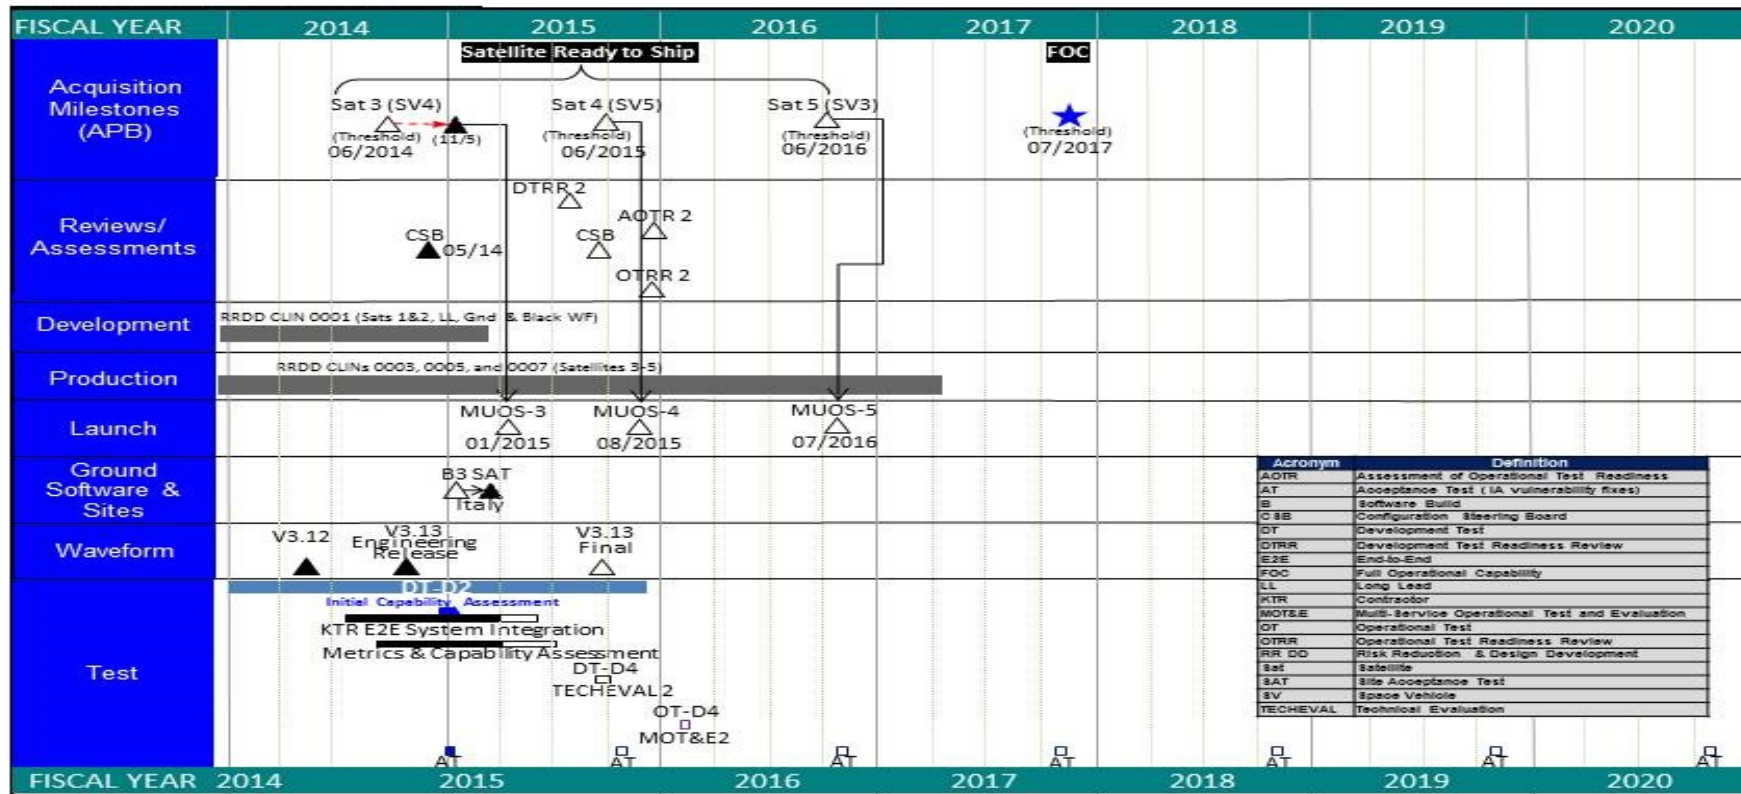 FISCAL YEAR 2014 2015 2016 2017 2018 2019 2020
Satellite Ready to Ship
FOC
Acquisition
Milestones
(APB)
Sat 3 (SV4)
Sat 4 (SV5)
Sat 5 (SV3)
(Threshold)
06/2014
(11/5)
(Threshold)
06/2015
(Threshold)
06/2016
(Threshold)
07/2017
Reviews/
Assessments
DTRR 2
AOTR 2
CSB
05/14
CSB
OTRR 2
Development
RRDD CLIN 0001 (Sats 1&2, LL, Gnd & Black WF)
Production
RRDD CLINs 0003, 0005, and 0007 (Satellites 3-5)
Launch
MUOS-3
01/2015
MUOS-4
08/2015
MUOS-5
07/2016
Ground
Software &
Sites
B3 SAT
Italy
Waveform
V3.12
V3.13
Engineering
Release
V3.13
Final
Test
DT-D2
Initial Capability Assessment
KTR E2E System Integration
Metrics & Capability Assessment
DT-D4
TECHEVAL 2
OT-D4
MOT&E2
AT AT AT AT AT AT AT
Acronym Definition
AOTR Assessment of Operational Test Readiness
AT Acceptance Test (IA vulnerability fixes)
B Software Build
CSB Configuration Steering Board
DT Development Test
DTRR Development Test Readiness Review
E2E End-to-End
FOC Full Operational Capability
LL Long Lead
KTR Contractor
MOT&E Multi-Service Operational Test and Evaluation
OT Operational Test
OTRR Operational Test Readiness Review
RR DD Risk Reduction & Design Development
Sat Satellite
SAT Site Acceptance Test
SV Space Vehicle
TECHEVAL Technical Evaluation
FISCAL YEAR 2014 2015 2016 2017 2018 2019 2020